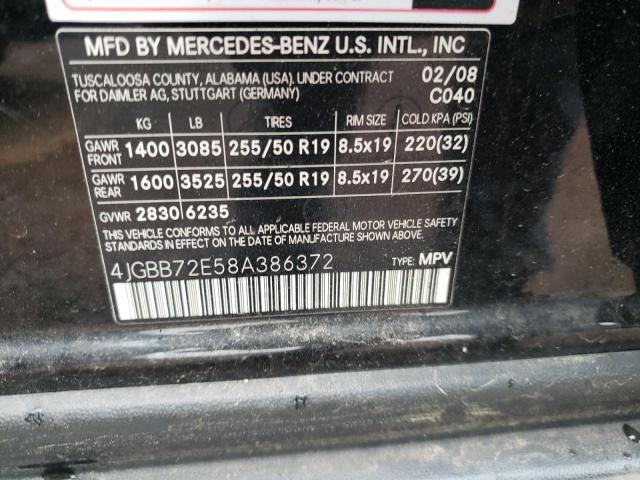 MFD BY MERCEDES-BENZ U.S. INTL., INC
TUSCALOOSA COUNTY, ALABAMA (USA). UNDER CONTRACT 02/08
FOR DAIMLER AG, STUTTGART (GERMANY) C040
KG LB TIRES RIM SIZE COLD KPA (PSI)
GAWR FRONT 1400 3085 255/50 R19 8.5x19 220(32)
GAWR REAR 1600 3525 255/50 R19 8.5x19 270(39)
GVWR 2830 6235
THIS VEHICLE CONFORMS TO ALL APPLICABLE FEDERAL MOTOR VEHICLE SAFETY
STANDARDS IN EFFECT ON THE DATE OF MANUFACTURE SHOWN ABOVE.
4JGBB72E58A386372 TYPE: MPV